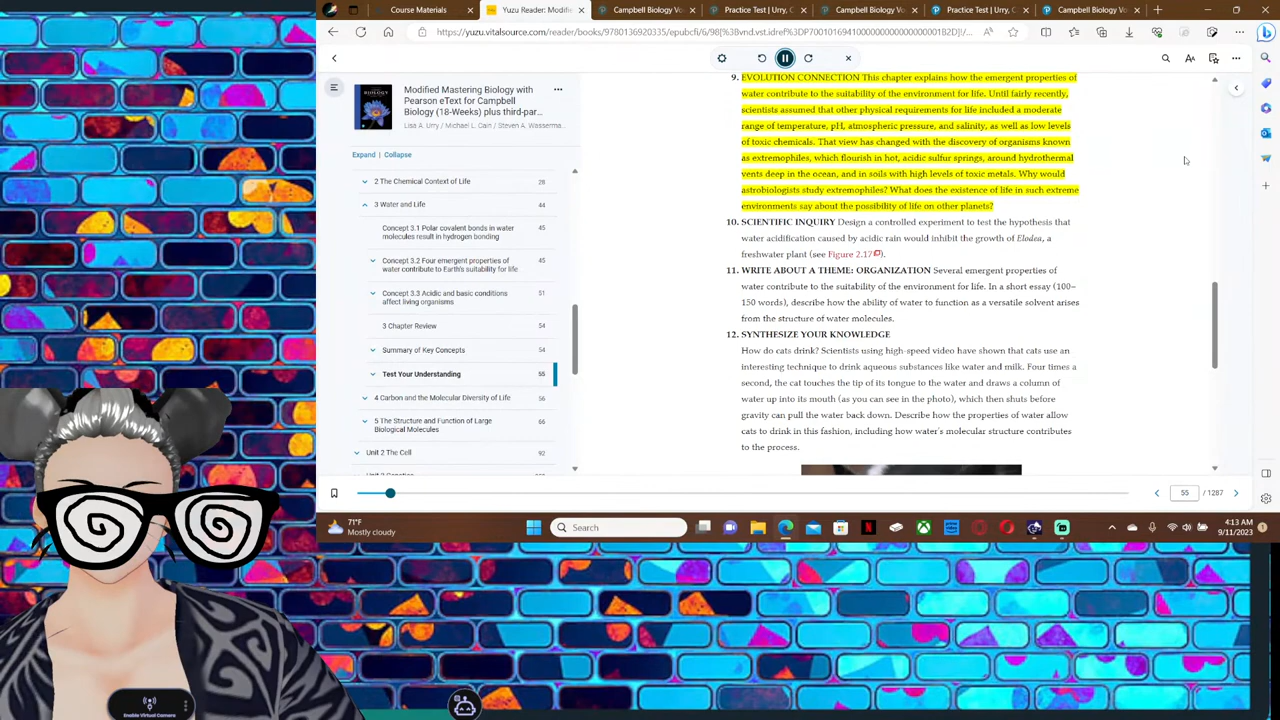 Course Materials
Yuzu Reader: Modifie
Campbell Biology Vo
Practice Test | Urry, C
Campbell Biology Vo
Practice Test | Urry, C
Campbell Biology Vo
https://yuzu.vitalsource.com/reader/books/9780136920335/epubcfi/6/98[%3Bvnd.vst.idref%3DP70010169410000000000000000001B2D]!/...
Modified Mastering Biology with
Pearson eText for Campbell
Biology (18-Weeks) plus third-par...
Lisa A. Urry / Michael L. Cain / Steven A. Wasserma...
Expand | Collapse
2 The Chemical Context of Life 28
3 Water and Life 44
Concept 3.1 Polar covalent bonds in water 45
molecules result in hydrogen bonding
Concept 3.2 Four emergent properties of 45
water contribute to Earth's suitability for life
Concept 3.3 Acidic and basic conditions 51
affect living organisms
3 Chapter Review 54
Summary of Key Concepts 54
Test Your Understanding 55
4 Carbon and the Molecular Diversity of Life 56
5 The Structure and Function of Large 66
Biological Molecules
Unit 2 The Cell 92
9. EVOLUTION CONNECTION This chapter explains how the emergent properties of
water contribute to the suitability of the environment for life. Until fairly recently,
scientists assumed that other physical requirements for life included a moderate
range of temperature, pH, atmospheric pressure, and salinity, as well as low levels
of toxic chemicals. That view has changed with the discovery of organisms known
as extremophiles, which flourish in hot, acidic sulfur springs, around hydrothermal
vents deep in the ocean, and in soils with high levels of toxic metals. Why would
astrobiologists study extremophiles? What does the existence of life in such extreme
environments say about the possibility of life on other planets?
10. SCIENTIFIC INQUIRY Design a controlled experiment to test the hypothesis that
water acidification caused by acidic rain would inhibit the growth of Elodea, a
freshwater plant (see Figure 2.17).
11. WRITE ABOUT A THEME: ORGANIZATION Several emergent properties of
water contribute to the suitability of the environment for life. In a short essay (100–
150 words), describe how the ability of water to function as a versatile solvent arises
from the structure of water molecules.
12. SYNTHESIZE YOUR KNOWLEDGE
How do cats drink? Scientists using high-speed video have shown that cats use an
interesting technique to drink aqueous substances like water and milk. Four times a
second, the cat touches the tip of its tongue to the water and draws a column of
water up into its mouth (as you can see in the photo), which then shuts before
gravity can pull the water back down. Describe how the properties of water allow
cats to drink in this fashion, including how water's molecular structure contributes
to the process.
55 / 1287
71°F
Mostly cloudy
Search
4:13 AM
9/11/2023
Enable Virtual Camera